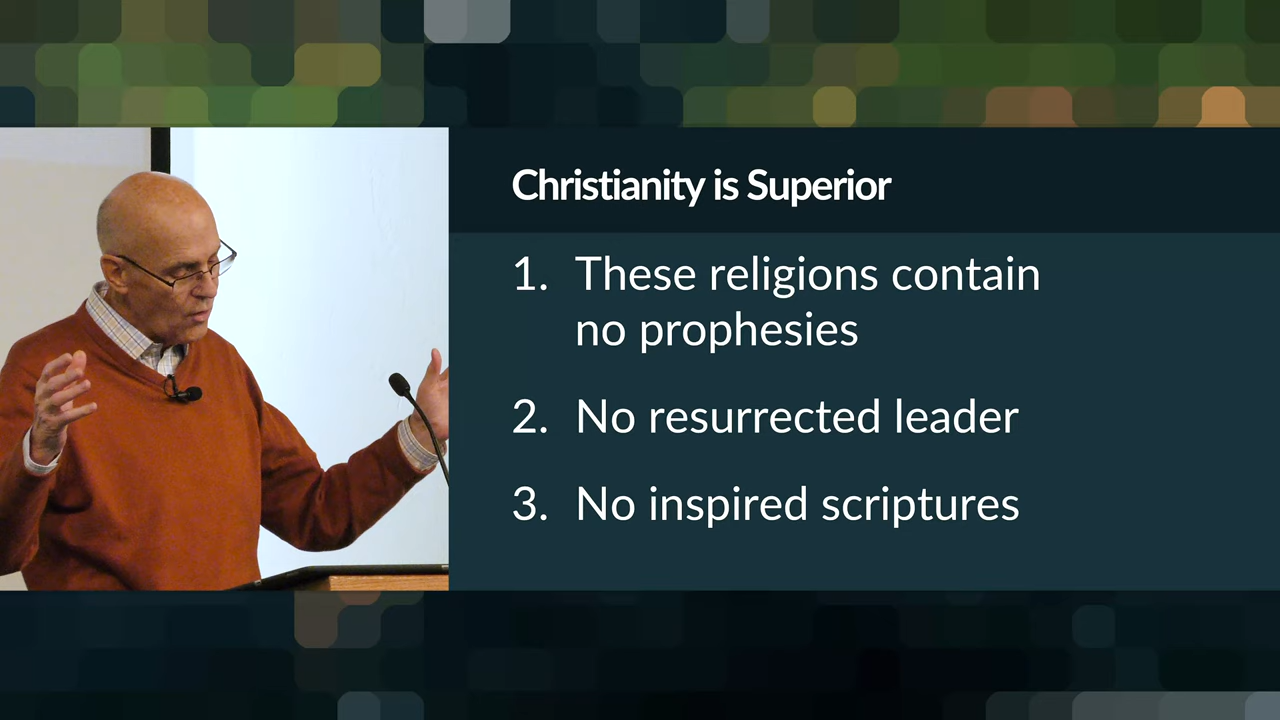 Christianity is Superior
1. These religions contain
no prophesies
2. No resurrected leader
3. No inspired scriptures